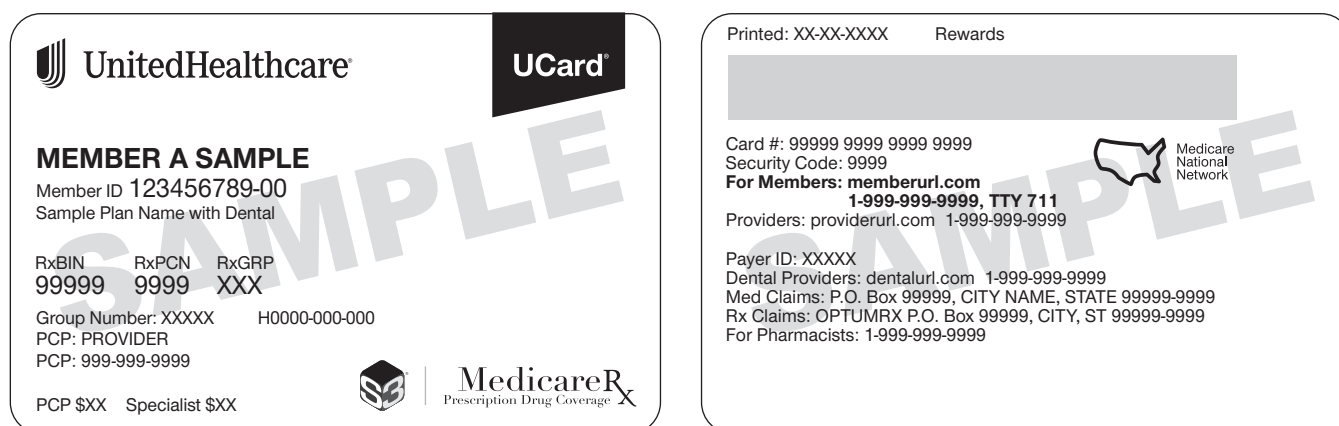 UnitedHealthcare®
UCard®
MEMBER A SAMPLE
Member ID 123456789-00
Sample Plan Name with Dental
RxBIN RxPCN RxGRP
99999 9999 XXX
Group Number: XXXXX H0000-000-000
PCP: PROVIDER
PCP: 999-999-9999
PCP $XX Specialist $XX
S3
MedicareRx
Prescription Drug Coverage
SAMPLE
Printed: XX-XX-XXXX Rewards
Card #: 99999 9999 9999 9999
Security Code: 9999
For Members: memberurl.com
1-999-999-9999, TTY 711
Providers: providerurl.com 1-999-999-9999
Medicare
National
Network
Payer ID: XXXXX
Dental Providers: dentalurl.com 1-999-999-9999
Med Claims: P.O. Box 99999, CITY NAME, STATE 99999-9999
Rx Claims: OPTUMRX P.O. Box 99999, CITY, ST 99999-9999
For Pharmacists: 1-999-999-9999
SAMPLE